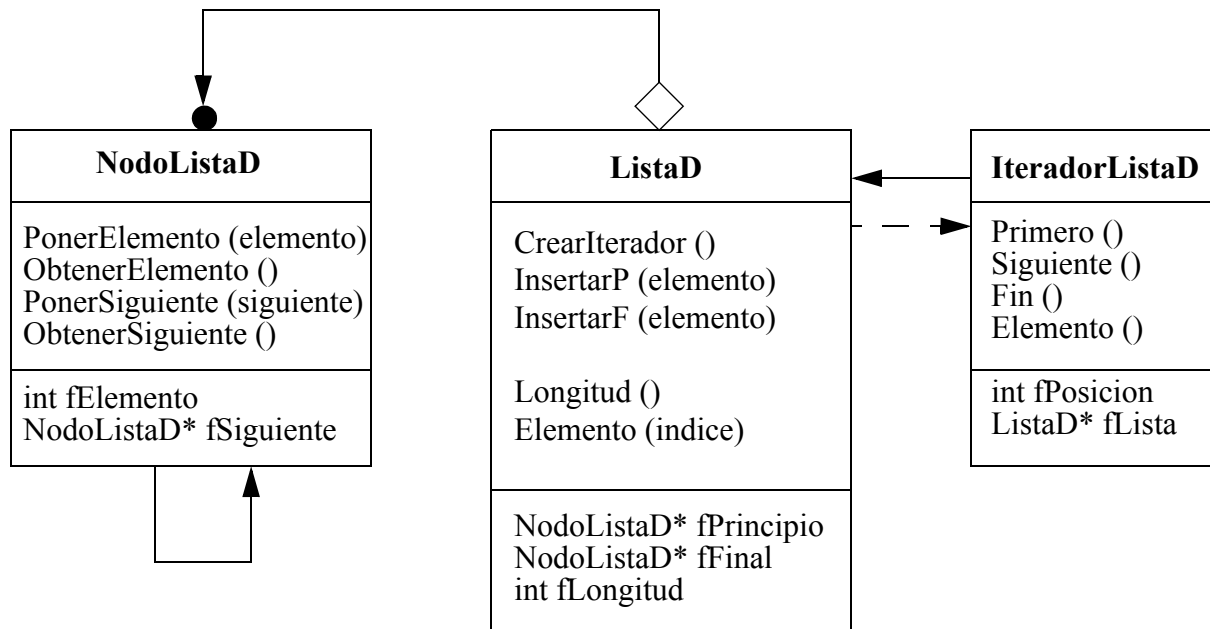 NodoListaD
PonerElemento (elemento)
ObtenerElemento ()
PonerSiguiente (siguiente)
ObtenerSiguiente ()
int fElemento
NodoListaD* fSiguiente
ListaD
CrearIterador ()
InsertarP (elemento)
InsertarF (elemento)
Longitud ()
Elemento (indice)
NodoListaD* fPrincipio
NodoListaD* fFinal
int fLongitud
IteradorListaD
Primero ()
Siguiente ()
Fin ()
Elemento ()
int fPosicion
ListaD* fLista